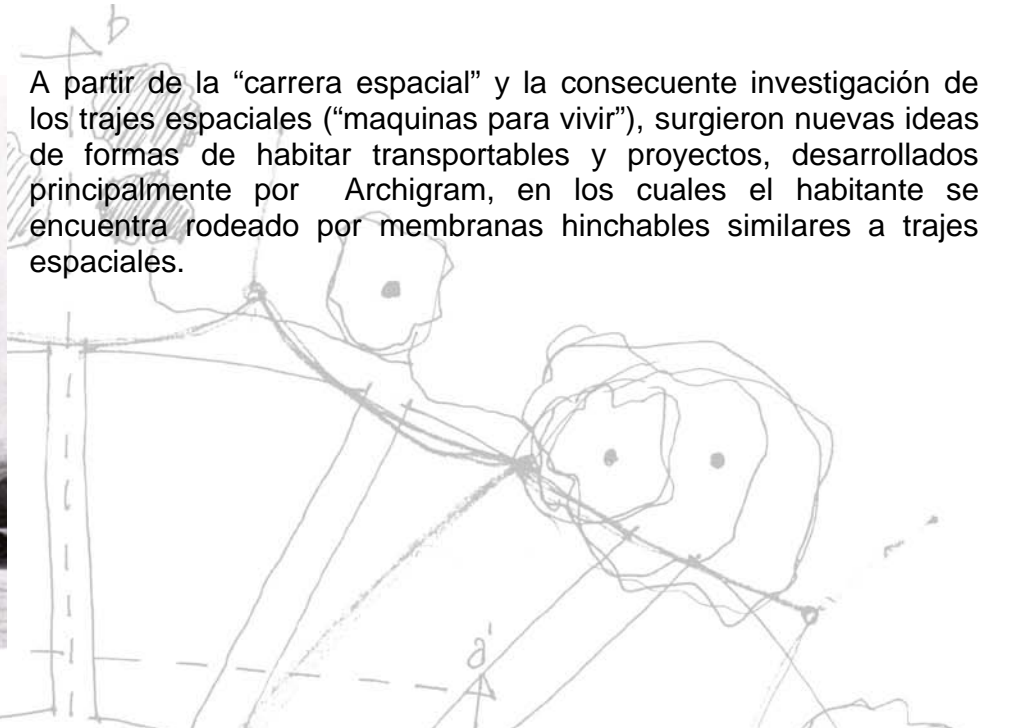 b
A partir de la “carrera espacial” y la consecuente investigación de
los trajes espaciales (“maquinas para vivir”), surgieron nuevas ideas
de formas de habitar transportables y proyectos, desarrollados
principalmente por Archigram, en los cuales el habitante se
encuentra rodeado por membranas hinchables similares a trajes
espaciales.
a'